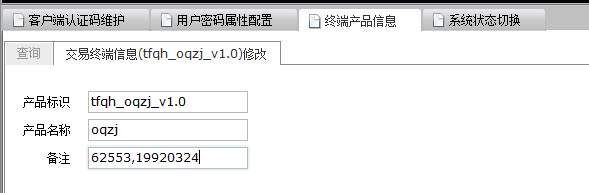 客户端认证码维护 用户密码属性配置 终端产品信息 系统状态切换
查询 交易终端信息(tfqh_oqzj_v1.0)修改
产品标识 tfqh_oqzj_v1.0
产品名称 oqzj
备注 62553,19920324